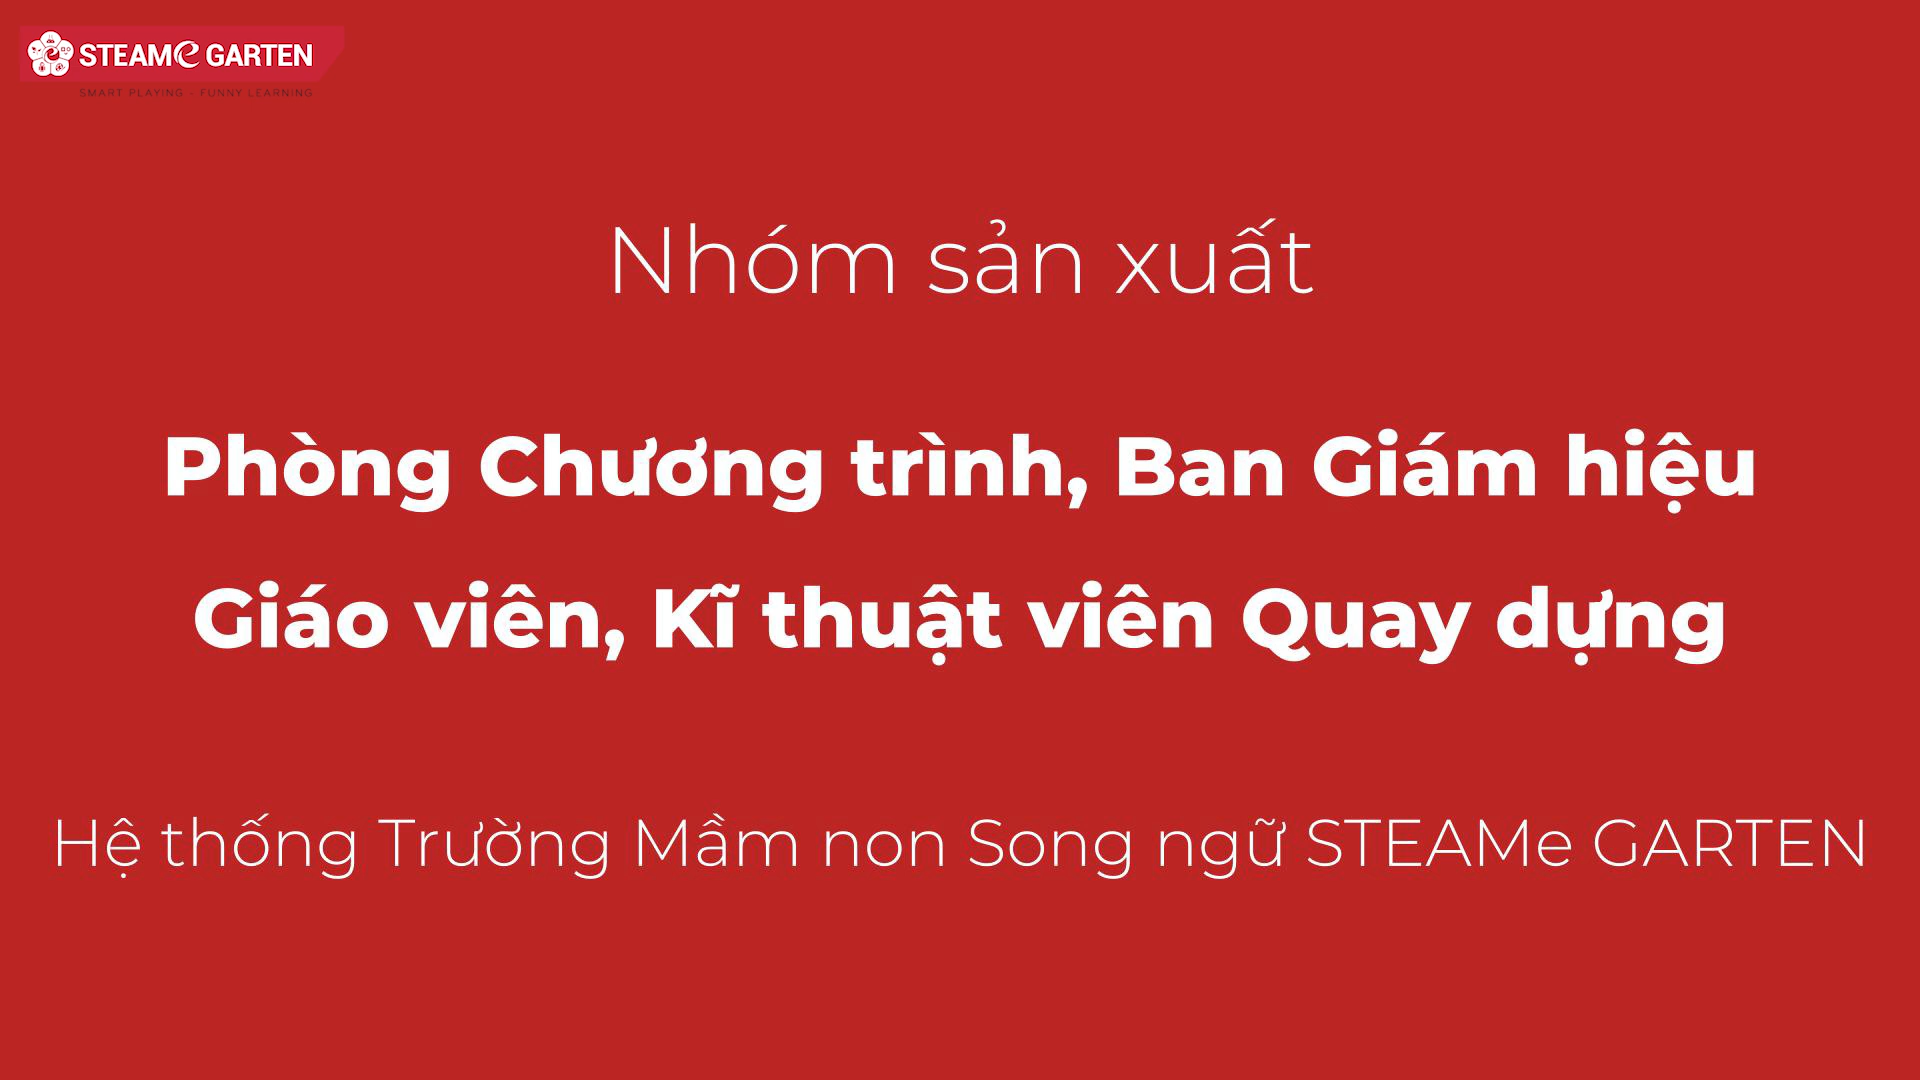 STEAMe GARTEN
SMART PLAYING - FUNNY LEARNING
Nhóm sản xuất
Phòng Chương trình, Ban Giám hiệu
Giáo viên, Kĩ thuật viên Quay dựng
Hệ thống Trường Mầm non Song ngữ STEAMe GARTEN